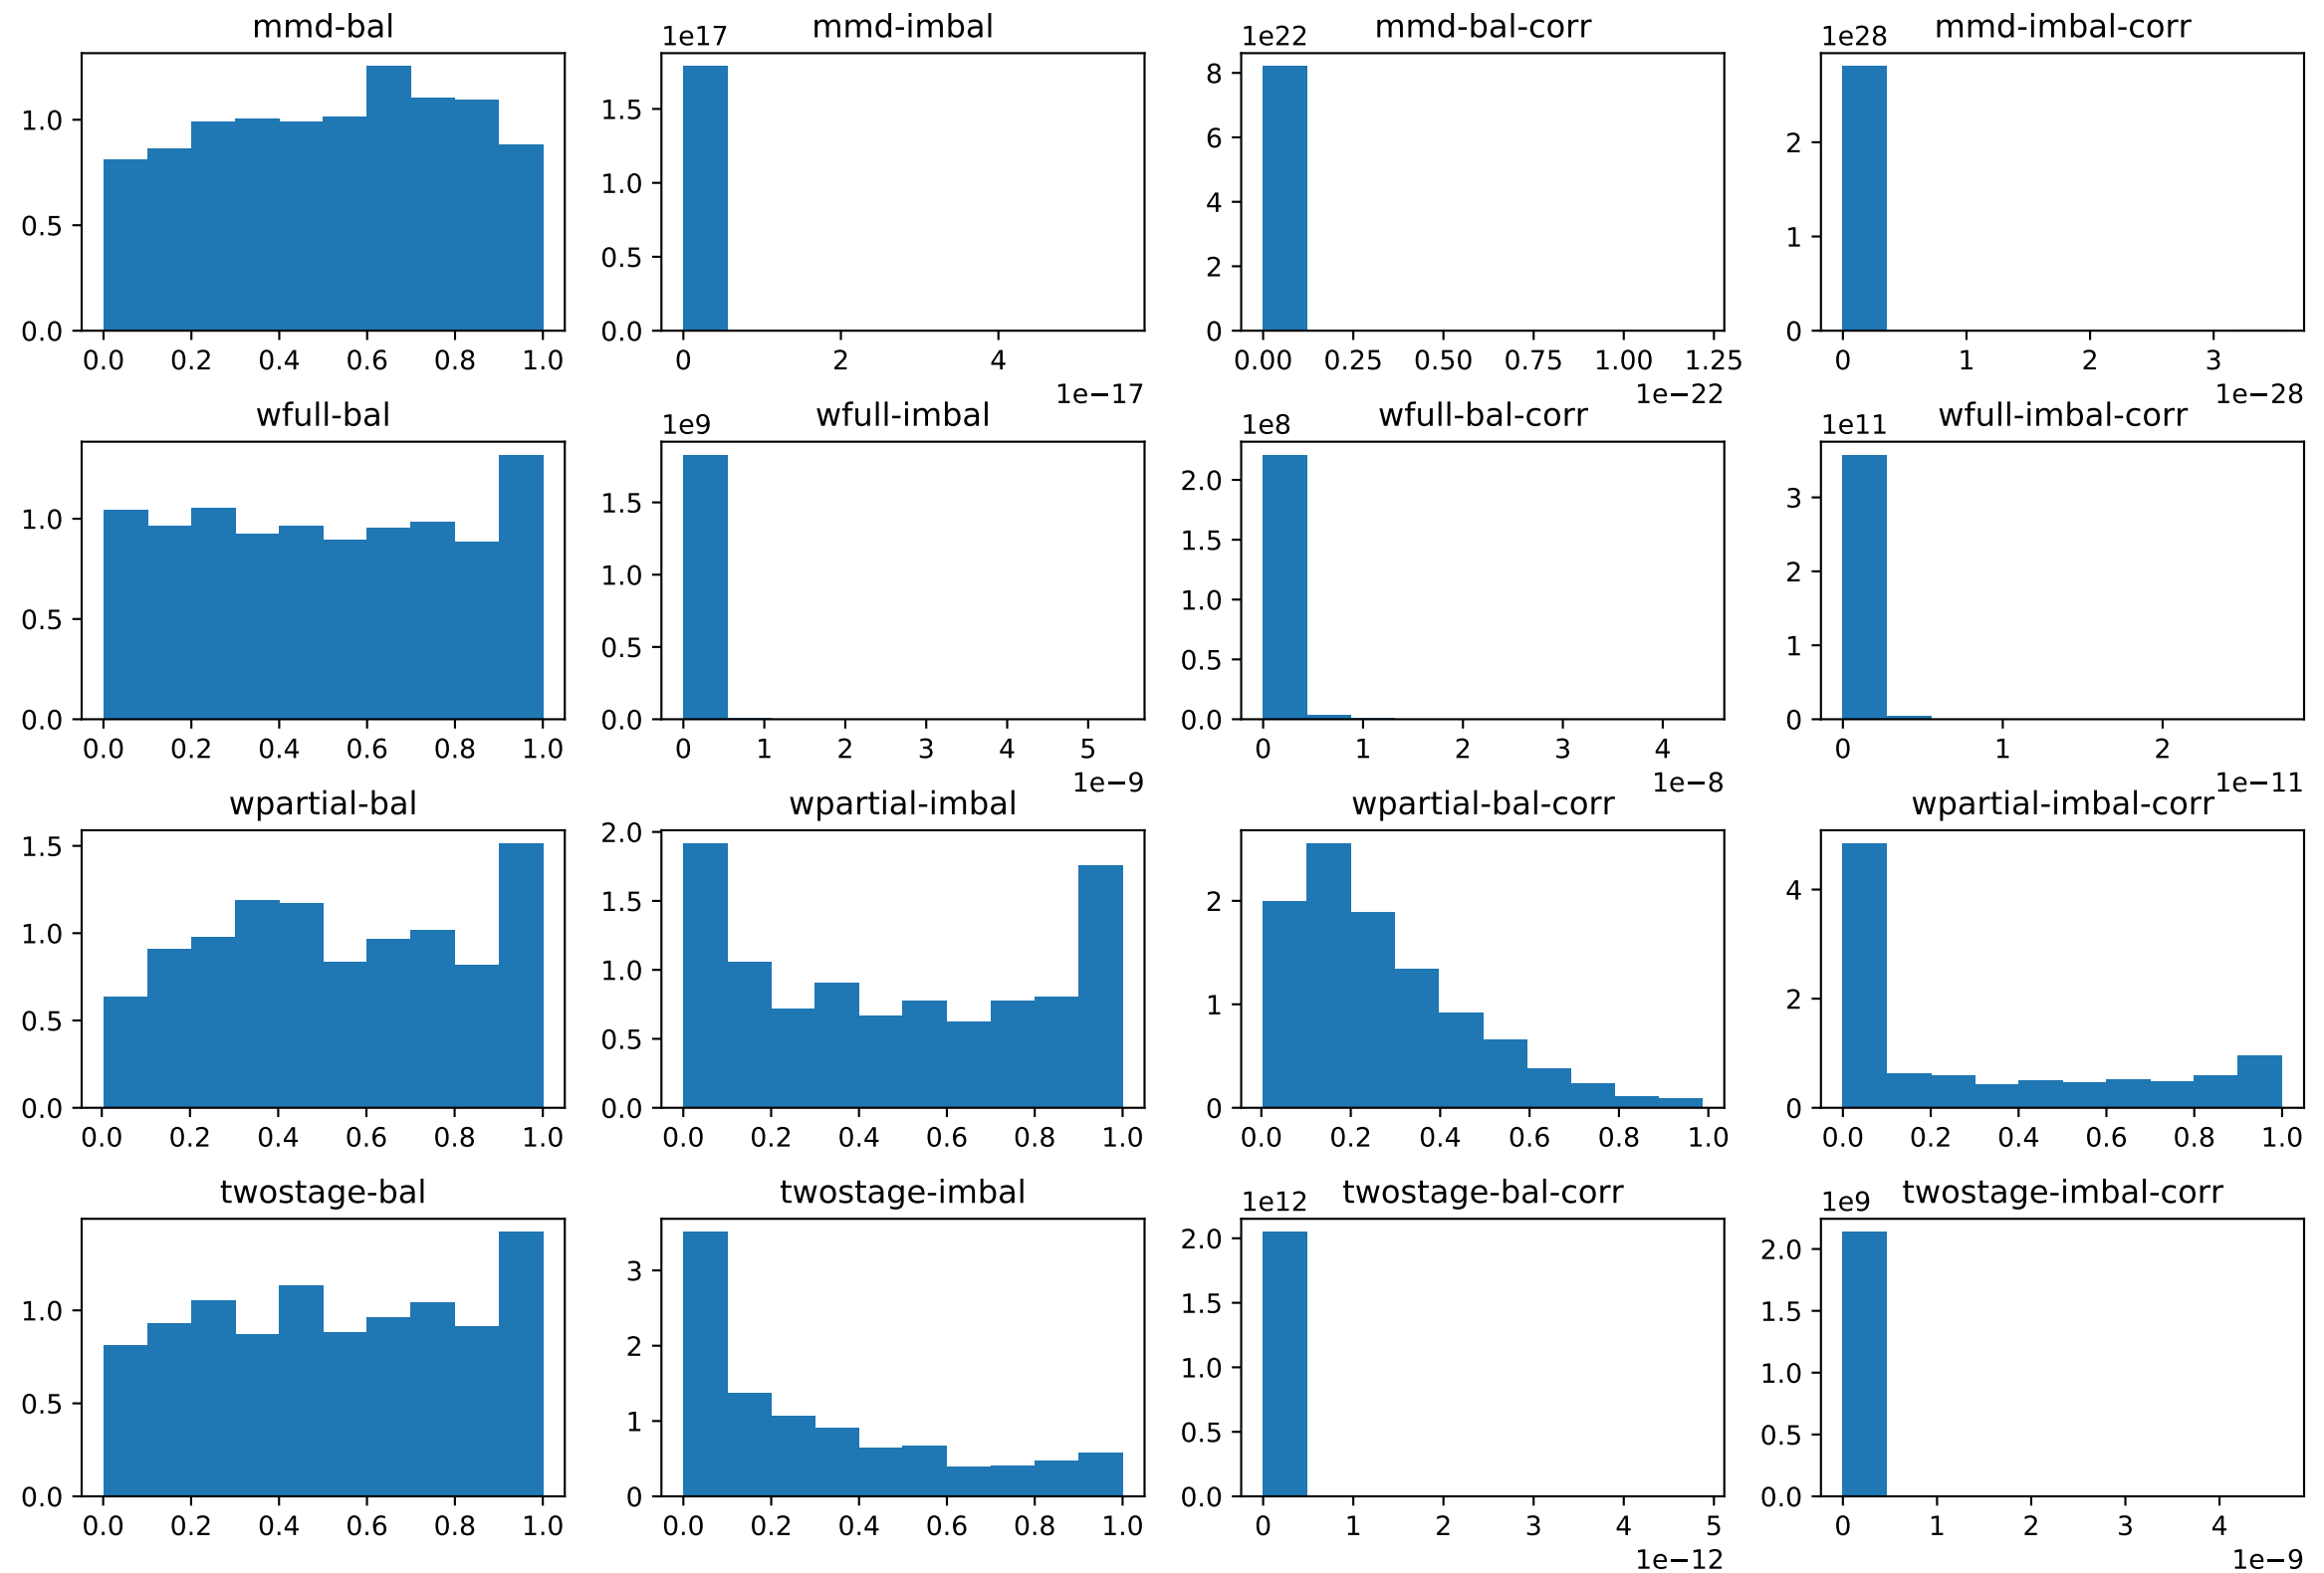 mmd-bal
mmd-imbal
mmd-bal-corr
mmd-imbal-corr
1e17
1e22
1e28
1.0
0.5
0.0
0.0 0.2 0.4 0.6 0.8 1.0
1.5
1.0
0.5
0.0
0 2 4
1e−17
8
6
4
2
0
0.00 0.25 0.50 0.75 1.00 1.25
1e−22
2
1
0
0 1 2 3
1e−28
wfull-bal
wfull-imbal
wfull-bal-corr
wfull-imbal-corr
1e9
1e8
1e11
1.0
0.5
0.0
0.0 0.2 0.4 0.6 0.8 1.0
1.5
1.0
0.5
0.0
0 1 2 3 4 5
1e−9
2.0
1.5
1.0
0.5
0.0
0 1 2 3 4
1e−8
3
2
1
0
0 1 2
1e−11
wpartial-bal
wpartial-imbal
wpartial-bal-corr
wpartial-imbal-corr
1.5
1.0
0.5
0.0
0.0 0.2 0.4 0.6 0.8 1.0
2.0
1.5
1.0
0.5
0.0
0.0 0.2 0.4 0.6 0.8 1.0
2
1
0
0.0 0.2 0.4 0.6 0.8 1.0
4
2
0
0.0 0.2 0.4 0.6 0.8 1.0
twostage-bal
twostage-imbal
twostage-bal-corr
twostage-imbal-corr
1e12
1e9
1.0
0.5
0.0
0.0 0.2 0.4 0.6 0.8 1.0
3
2
1
0
0.0 0.2 0.4 0.6 0.8 1.0
2.0
1.5
1.0
0.5
0.0
0 1 2 3 4 5
1e−12
2.0
1.5
1.0
0.5
0.0
0 1 2 3 4
1e−9